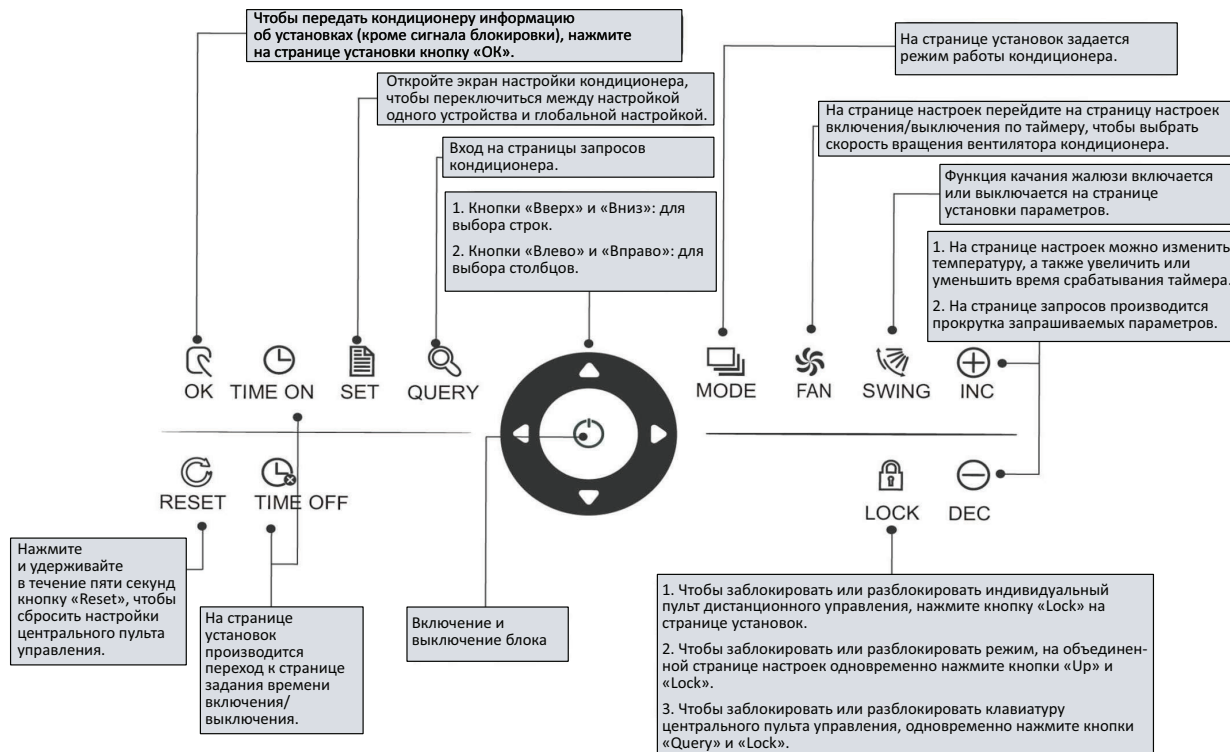 Чтобы передать кондиционеру информацию
об установках (кроме сигнала блокировки), нажмите
на странице установки кнопку «ОК».
На странице установок задается
режим работы кондиционера.
Откройте экран настройки кондиционера,
чтобы переключиться между настройкой
одного устройства и глобальной настройкой.
На странице настроек перейдите на страницу настроек
включения/выключения по таймеру, чтобы выбрать
скорость вращения вентилятора кондиционера.
Вход на страницы запросов
кондиционера.
Функция качания жалюзи включается
или выключается на странице
установки параметров.
1. Кнопки «Вверх» и «Вниз»: для
выбора строк.
2. Кнопки «Влево» и «Вправо»: для
выбора столбцов.
1. На странице настроек можно изменить
температуру, а также увеличить или
уменьшить время срабатывания таймера.
2. На странице запросов производится
прокрутка запрашиваемых параметров.
OK TIME ON SET QUERY MODE FAN SWING INC
RESET TIME OFF LOCK DEC
Нажмите
и удерживайте
в течение пяти секунд
кнопку «Reset», чтобы
сбросить настройки
центрального пульта
управления.
На странице
установок
производится
переход к странице
задания времени
включения/
выключения.
Включение и
выключение блока
1. Чтобы заблокировать или разблокировать индивидуальный
пульт дистанционного управления, нажмите кнопку «Lock» на
странице установок.
2. Чтобы заблокировать или разблокировать режим, на объединен-
ной странице настроек одновременно нажмите кнопки «Up» и
«Lock».
3. Чтобы заблокировать или разблокировать клавиатуру
центрального пульта управления, одновременно нажмите кнопки
«Query» и «Lock».